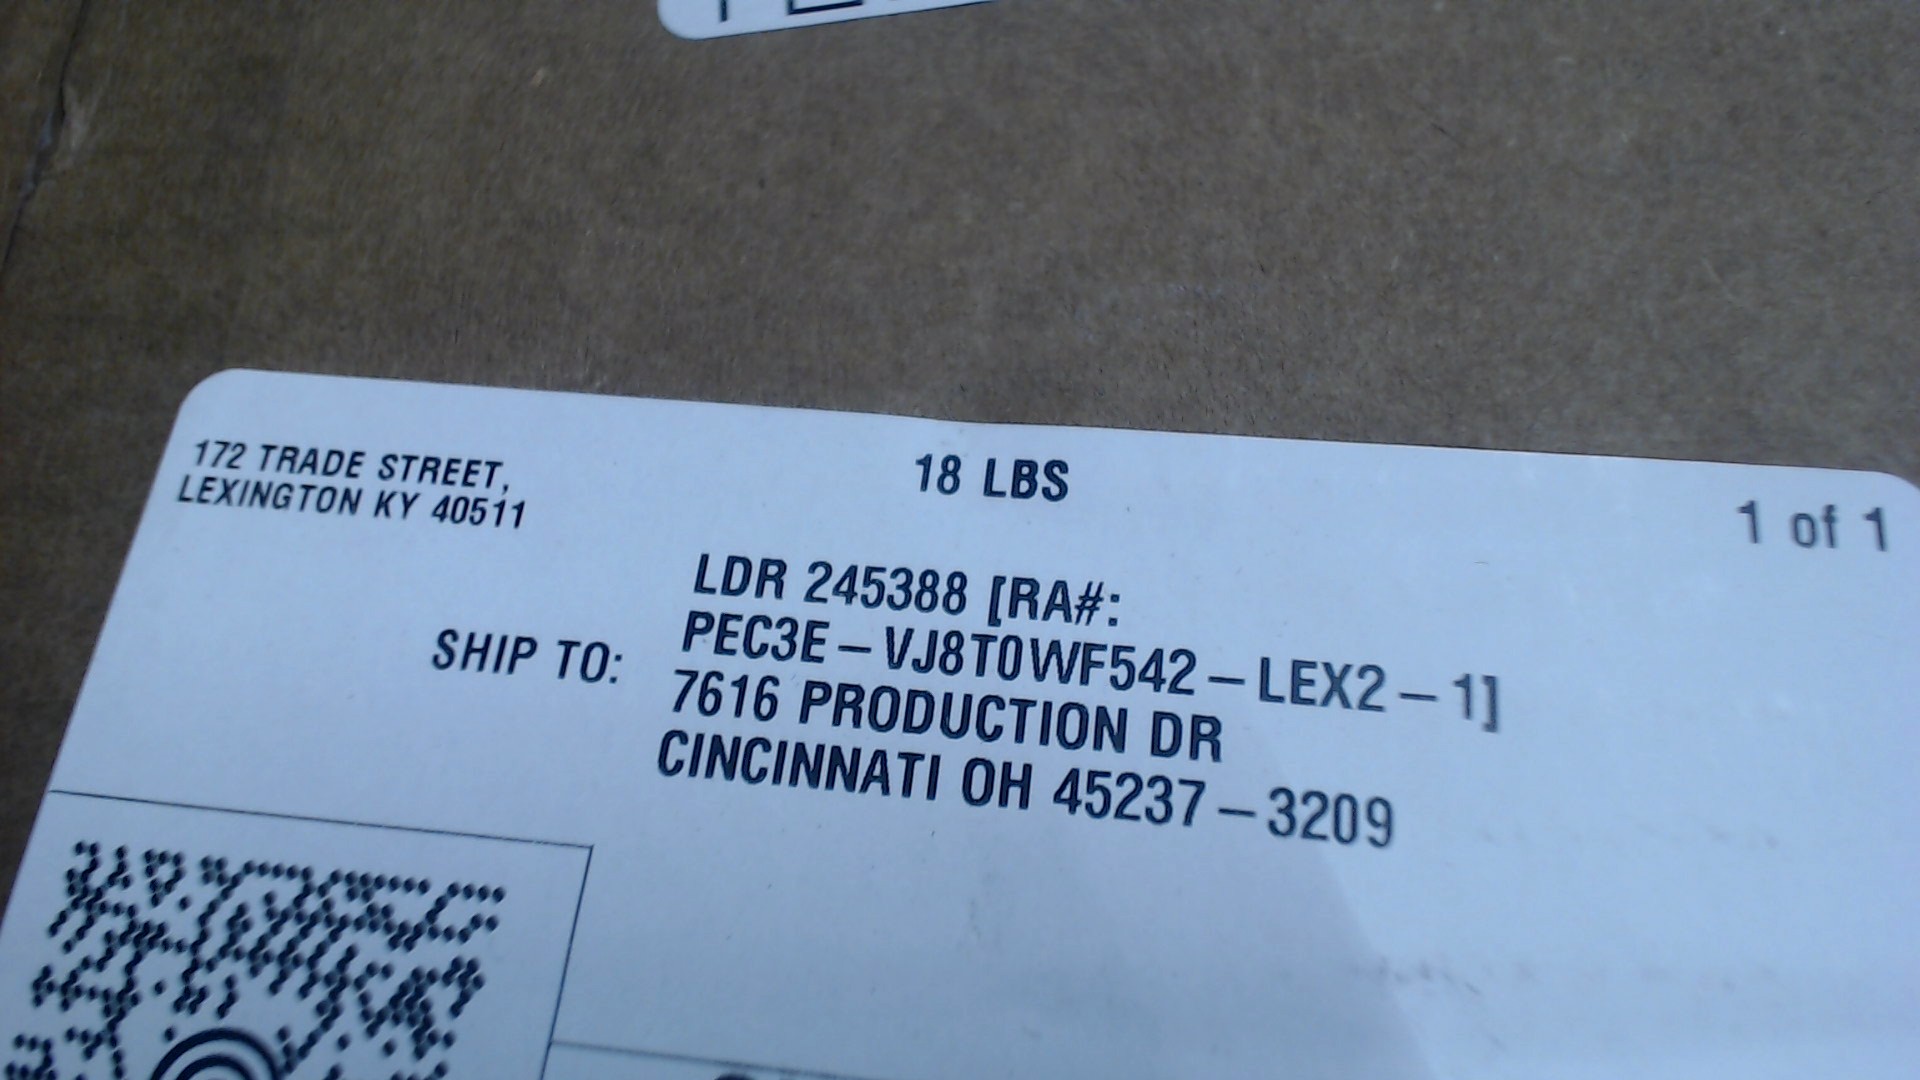 172 TRADE STREET,
LEXINGTON KY 40511
18 LBS
1 of 1
SHIP TO:
LDR 245388 [RA#:
PEC3E-VJ8T0WF542-LEX2-1]
7616 PRODUCTION DR
CINCINNATI OH 45237-3209